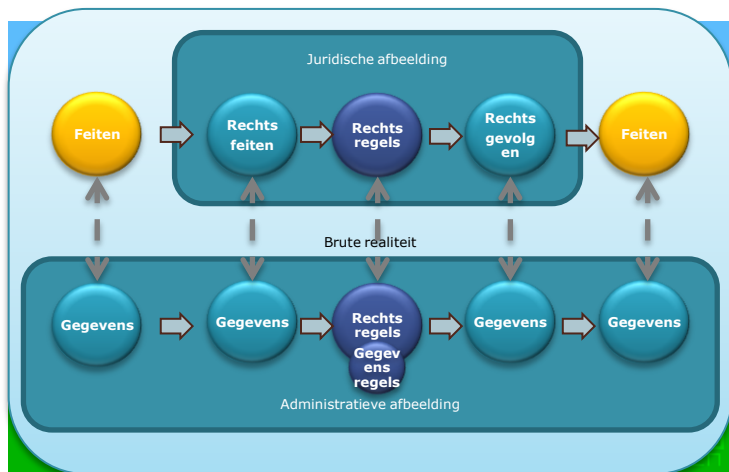 Juridische afbeelding
Feiten
Rechts
feiten
Rechts
regels
Rechts
gevolg
en
Feiten
Brute realiteit
Gegevens
Gegevens
Rechts
regels
Gegev
ens
regels
Gegevens
Gegevens
Administratieve afbeelding